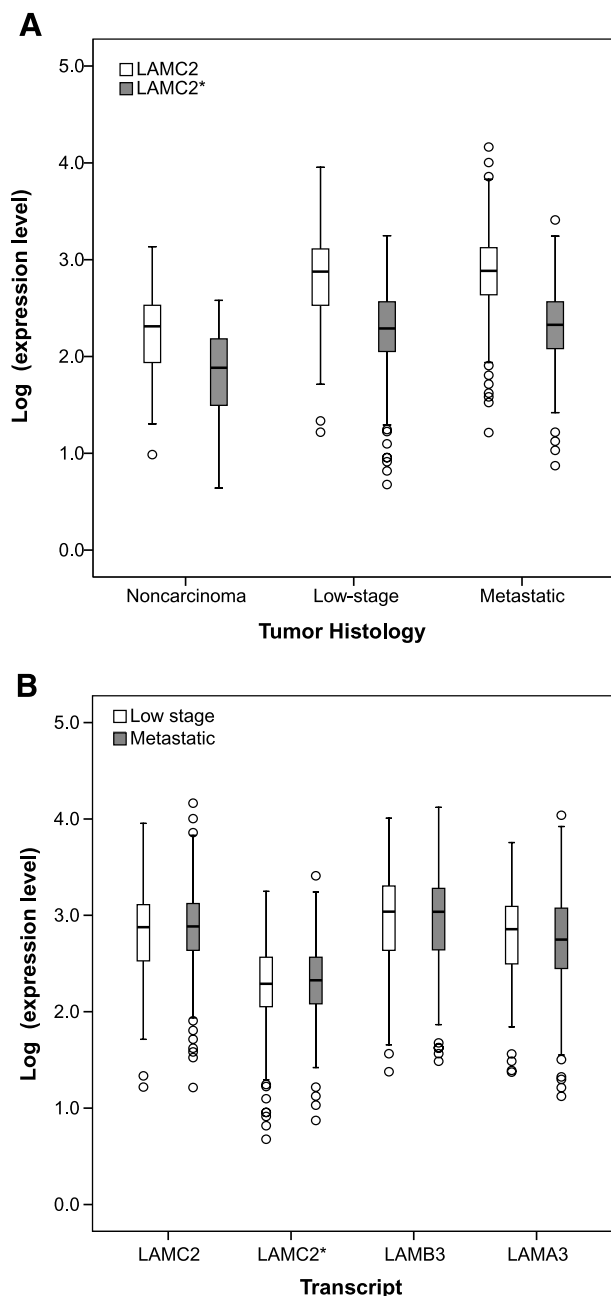 A
LAMC2
LAMC2*
5.0
4.0
3.0
2.0
1.0
0.0
Log (expression level)
Noncarcinoma Low-stage Metastatic
Tumor Histology
B
Low stage
Metastatic
5.0
4.0
3.0
2.0
1.0
0.0
Log (expression level)
LAMC2 LAMC2* LAMB3 LAMA3
Transcript